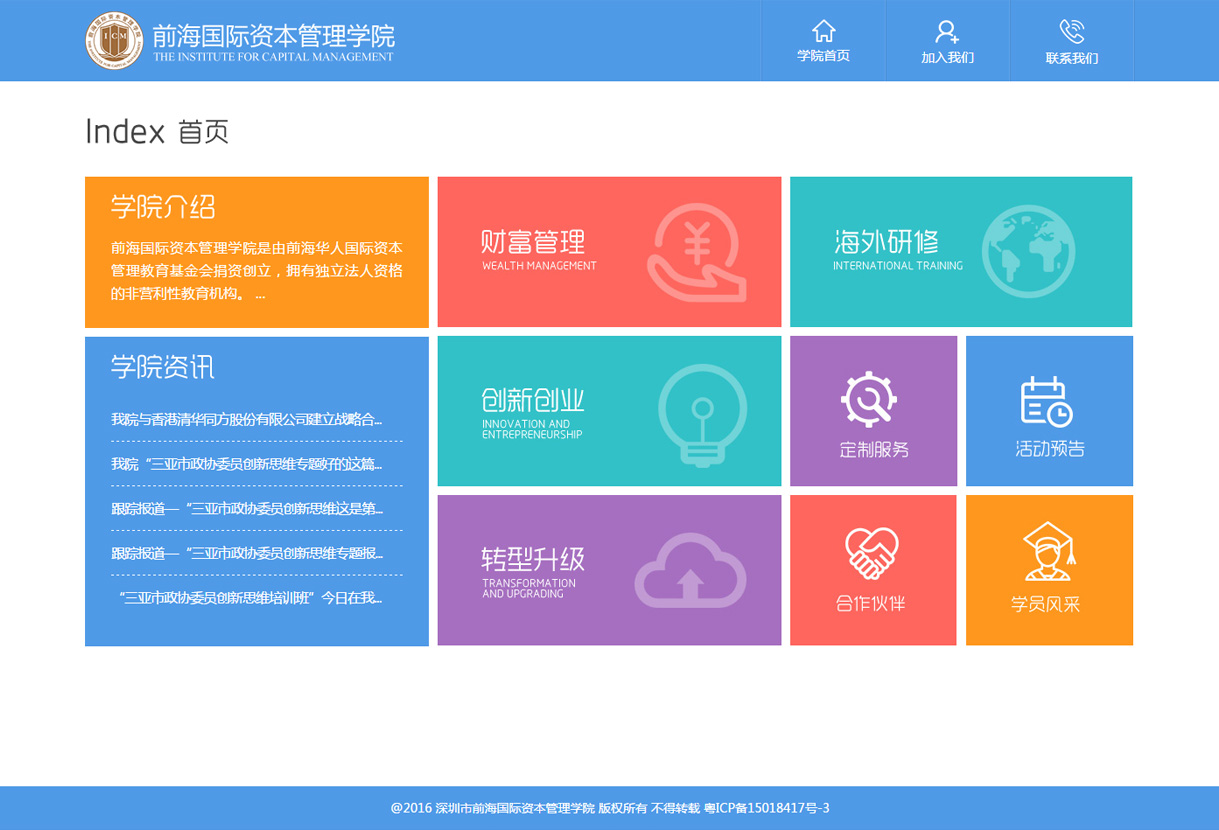 前海国际资本管理学院
THE INSTITUTE FOR CAPITAL MANAGEMENT
ICM
学院首页
加入我们
联系我们
Index 首页
学院介绍
前海国际资本管理学院是由前海华人国际资本
管理教育基金会捐资创立，拥有独立法人资格
的非营利性教育机构。 ...
财富管理
WEALTH MANAGEMENT
海外研修
INTERNATIONAL TRAINING
学院资讯
我院与香港清华同方股份有限公司建立战略合...
我院“三亚市政协委员创新思维专题好的这篇...
跟踪报道—“三亚市政协委员创新思维这是第...
跟踪报道—“三亚市政协委员创新思维专题报...
“三亚市政协委员创新思维培训班”今日在我...
创新创业
INNOVATION AND
ENTREPRENEURSHIP
定制服务
活动预告
转型升级
TRANSFORMATION
AND UPGRADING
合作伙伴
学员风采
@2016 深圳市前海国际资本管理学院 版权所有 不得转载 粤ICP备15018417号-3